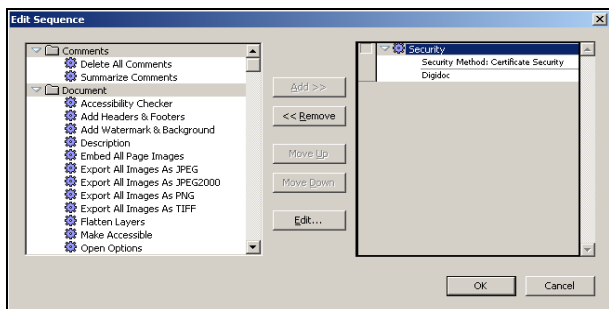 Edit Sequence
Comments
Delete All Comments
Summarize Comments
Document
Accessibility Checker
Add Headers & Footers
Add Watermark & Background
Description
Embed All Page Images
Export All Images As JPEG
Export All Images As JPEG2000
Export All Images As PNG
Export All Images As TIFF
Flatten Layers
Make Accessible
Open Options
Add >>
<< Remove
Move Up
Move Down
Edit...
Security
Security Method: Certificate Security
Digidoc
OK
Cancel